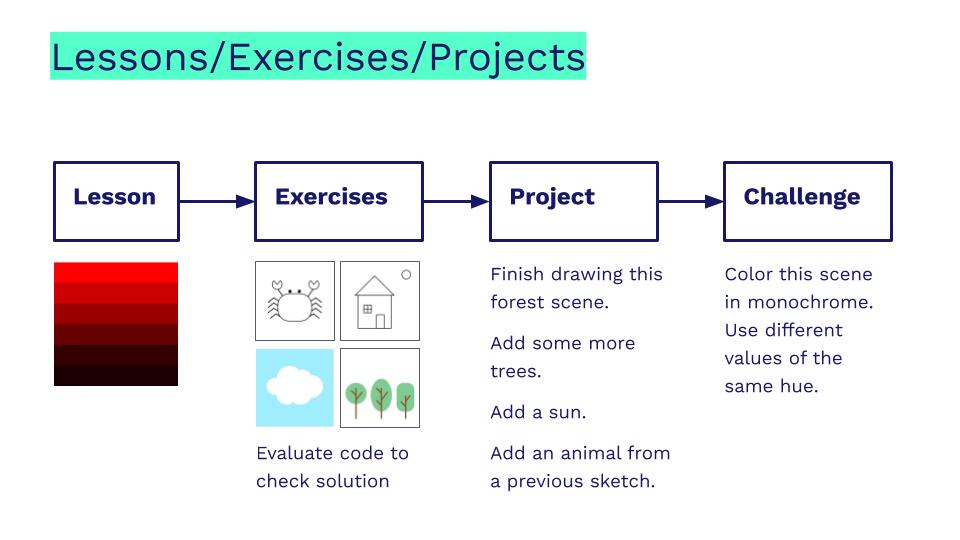 Lessons/Exercises/Projects
Lesson
Exercises
Project
Challenge
Evaluate code to
check solution
Finish drawing this
forest scene.
Add some more
trees.
Add a sun.
Add an animal from
a previous sketch.
Color this scene
in monochrome.
Use different
values of the
same hue.